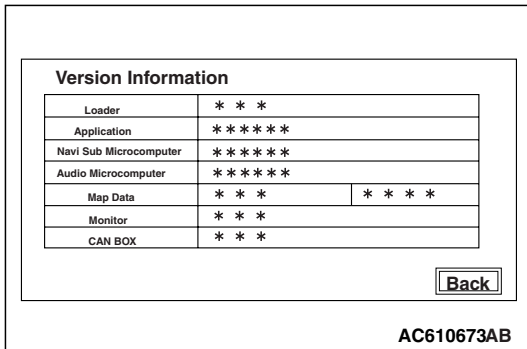 Version Information
Loader * * *
Application ******
Navi Sub Microcomputer ******
Audio Microcomputer ******
Map Data * * * * * * *
Monitor * * *
CAN BOX * * *
Back
AC610673AB